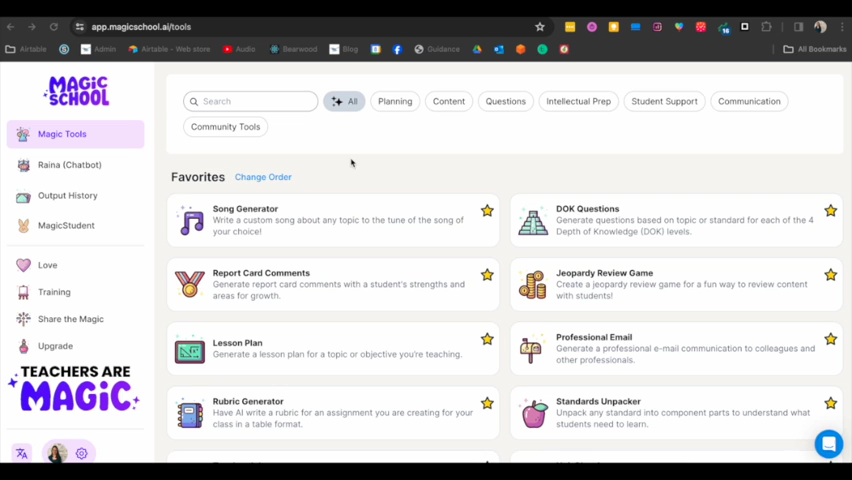 app.magicschool.ai/tools
Airtable
Admin
Airtable - Web store
Audio
Bearwood
Blog
Guidance
18
All Bookmarks
MAGIC
SCHOOL
Magic Tools
Raina (Chatbot)
Output History
MagicStudent
Love
Training
Share the Magic
Upgrade
TEACHERS ARE
MAGiC
Search
All
Planning
Content
Questions
Intellectual Prep
Student Support
Communication
Community Tools
Favorites
Change Order
Song Generator
Write a custom song about any topic to the tune of the song of
your choice!
DOK Questions
Generate questions based on topic or standard for each of the 4
Depth of Knowledge (DOK) levels.
Report Card Comments
Generate report card comments with a student's strengths and
areas for growth.
Jeopardy Review Game
Create a jeopardy review game for a fun way to review content
with students!
Lesson Plan
Generate a lesson plan for a topic or objective you're teaching.
Professional Email
Generate a professional e-mail communication to colleagues and
other professionals.
Rubric Generator
Have AI write a rubric for an assignment you are creating for your
class in a table format.
Standards Unpacker
Unpack any standard into component parts to understand what
students need to learn.